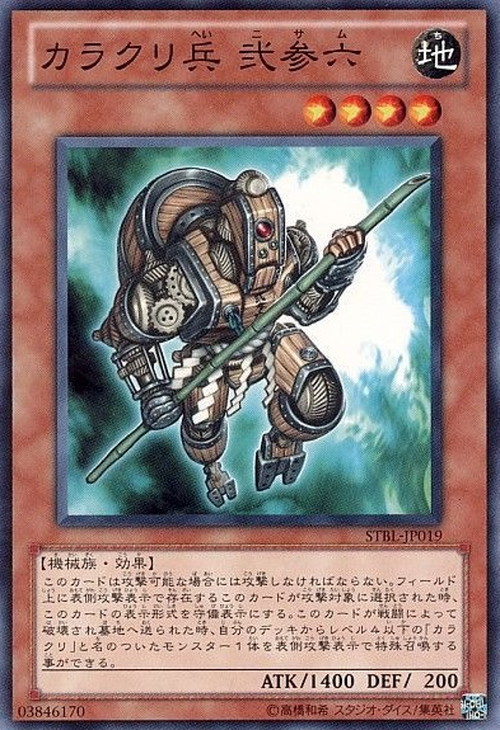 カラクリ兵 弐参六
へい ニサム
地
ち
STBL-JP019
【機械族・効果】
このカードは攻撃可能な場合には攻撃しなければならない。フィールド
上に表側攻撃表示で存在するこのカードが攻撃対象に選択された時、
このカードの表示形式を守備表示にする。このカードが戦闘によって
破壊され墓地へ送られた時、自分のデッキからレベル４以下の「カラ
クリ」と名のついたモンスター１体を表側攻撃表示で特殊召喚する
事ができる。
ATK/1400 DEF/ 200
03846170
©高橋和希 スタジオ・ダイス/集英社